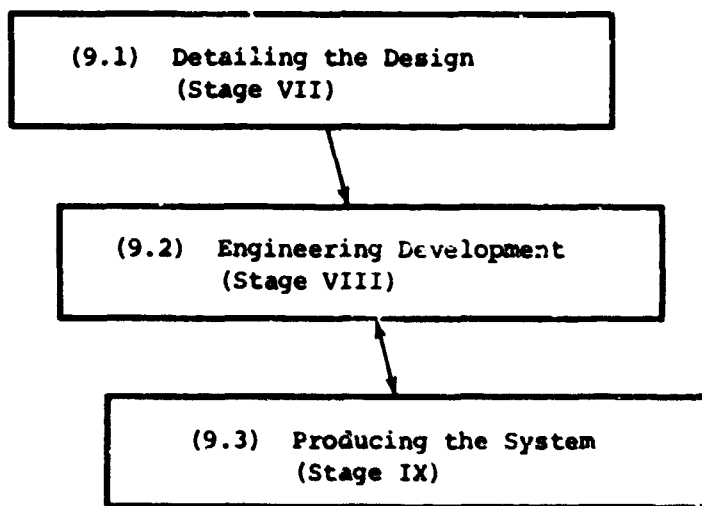 (9.1) Detailing the Design
(Stage VII)
(9.2) Engineering Development
(Stage VIII)
(9.3) Producing the System
(Stage IX)